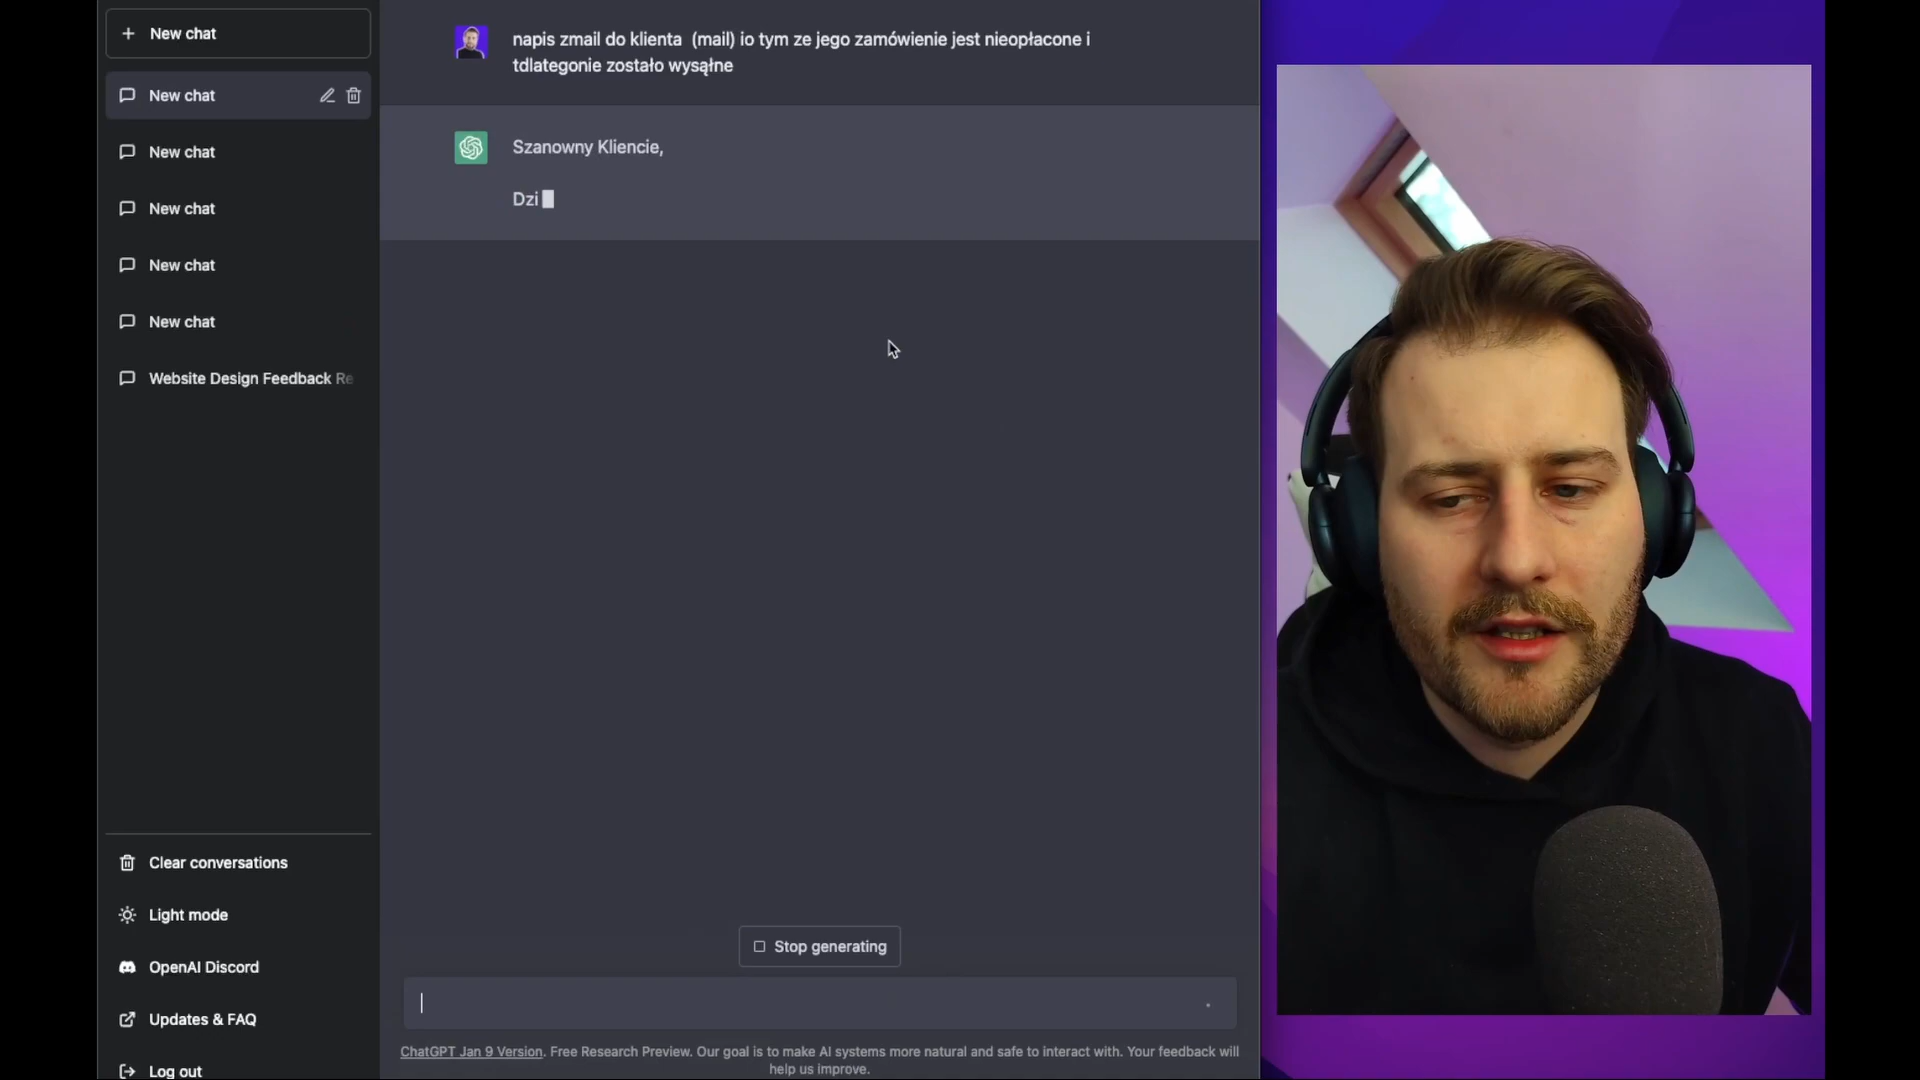 New chat
New chat
New chat
New chat
New chat
New chat
Website Design Feedback Re
Clear conversations
Light mode
OpenAI Discord
Updates & FAQ
Log out
napis zmail do klienta  (mail) io tym ze jego zamówienie jest nieopłacone i
tdlategonie zostało wysąłne
Szanowny Kliencie,
Dzi
Stop generating
ChatGPT Jan 9 Version. Free Research Preview. Our goal is to make AI systems more natural and safe to interact with. Your feedback will
help us improve.